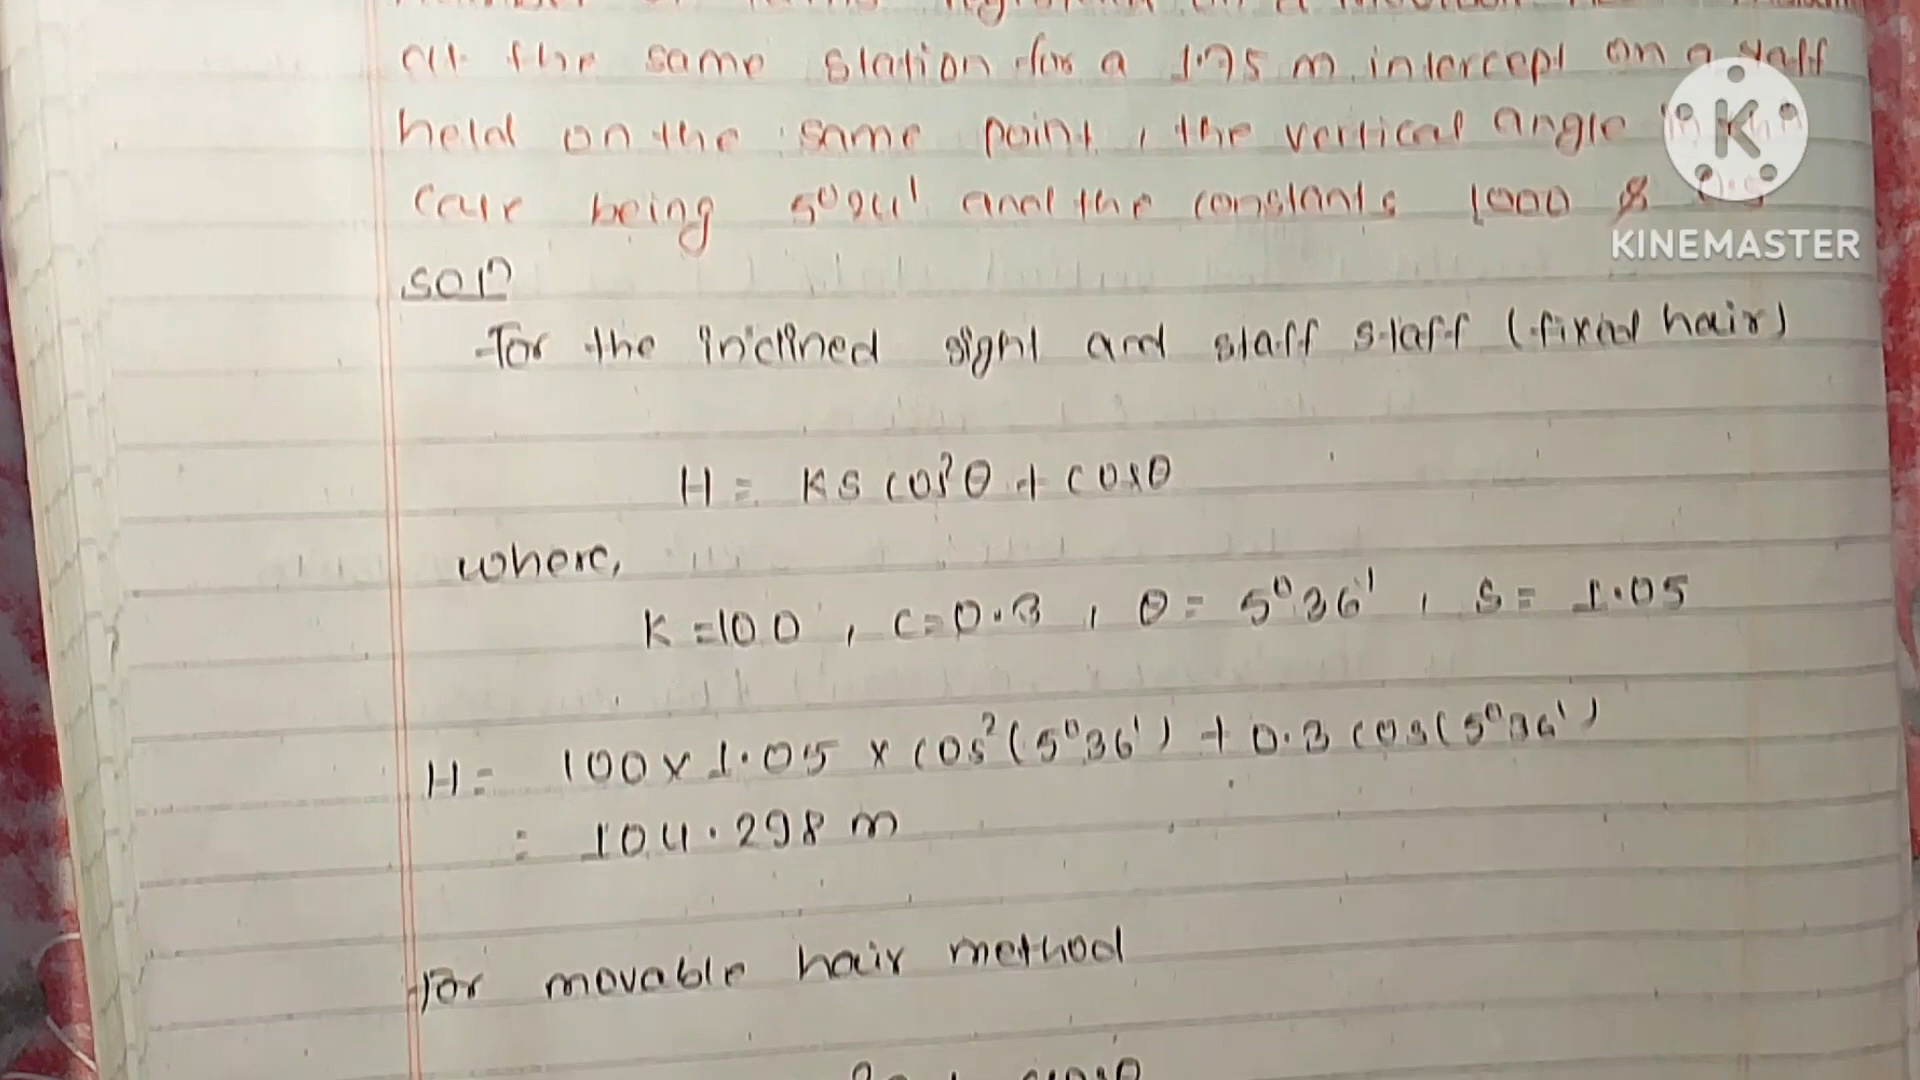 at the same station for a 1.75 m intercept on a staff
held on the same point, the vertical angle in
case being 5°24' and the constants 1000 &
KINEMASTER
soln
For the inclined sight and staff staff (fixed hair)
H = KS cos²θ + cosθ
where,
K = 100, C = 0.3, θ = 5°36', S = 1.05
H = 100 x 1.05 x cos²(5°36') + 0.3 cos(5°36')
= 104.298 m
For movable hair method